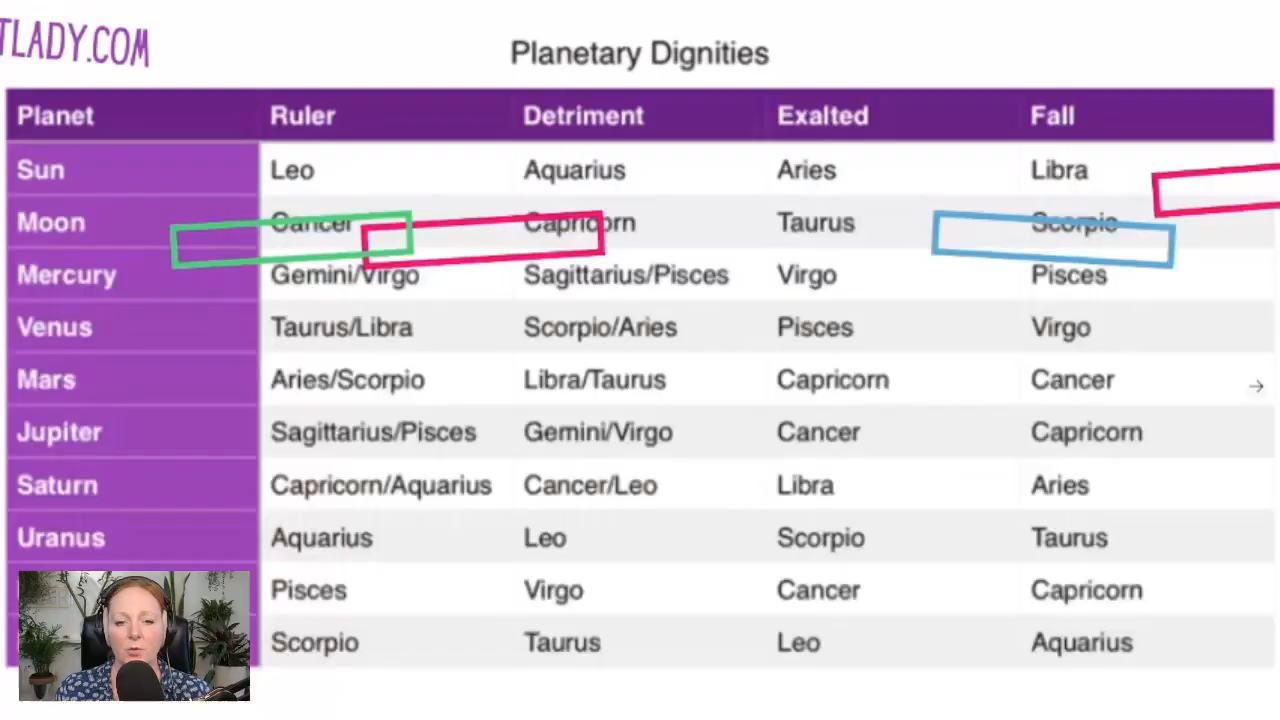 TLADY.COM
Planetary Dignities
Planet Ruler Detriment Exalted Fall
Sun Leo Aquarius Aries Libra
Moon Cancer Capricorn Taurus Scorpio
Mercury Gemini/Virgo Sagittarius/Pisces Virgo Pisces
Venus Taurus/Libra Scorpio/Aries Pisces Virgo
Mars Aries/Scorpio Libra/Taurus Capricorn Cancer
Jupiter Sagittarius/Pisces Gemini/Virgo Cancer Capricorn
Saturn Capricorn/Aquarius Cancer/Leo Libra Aries
Uranus Aquarius Leo Scorpio Taurus
Pisces Virgo Cancer Capricorn
Scorpio Taurus Leo Aquarius